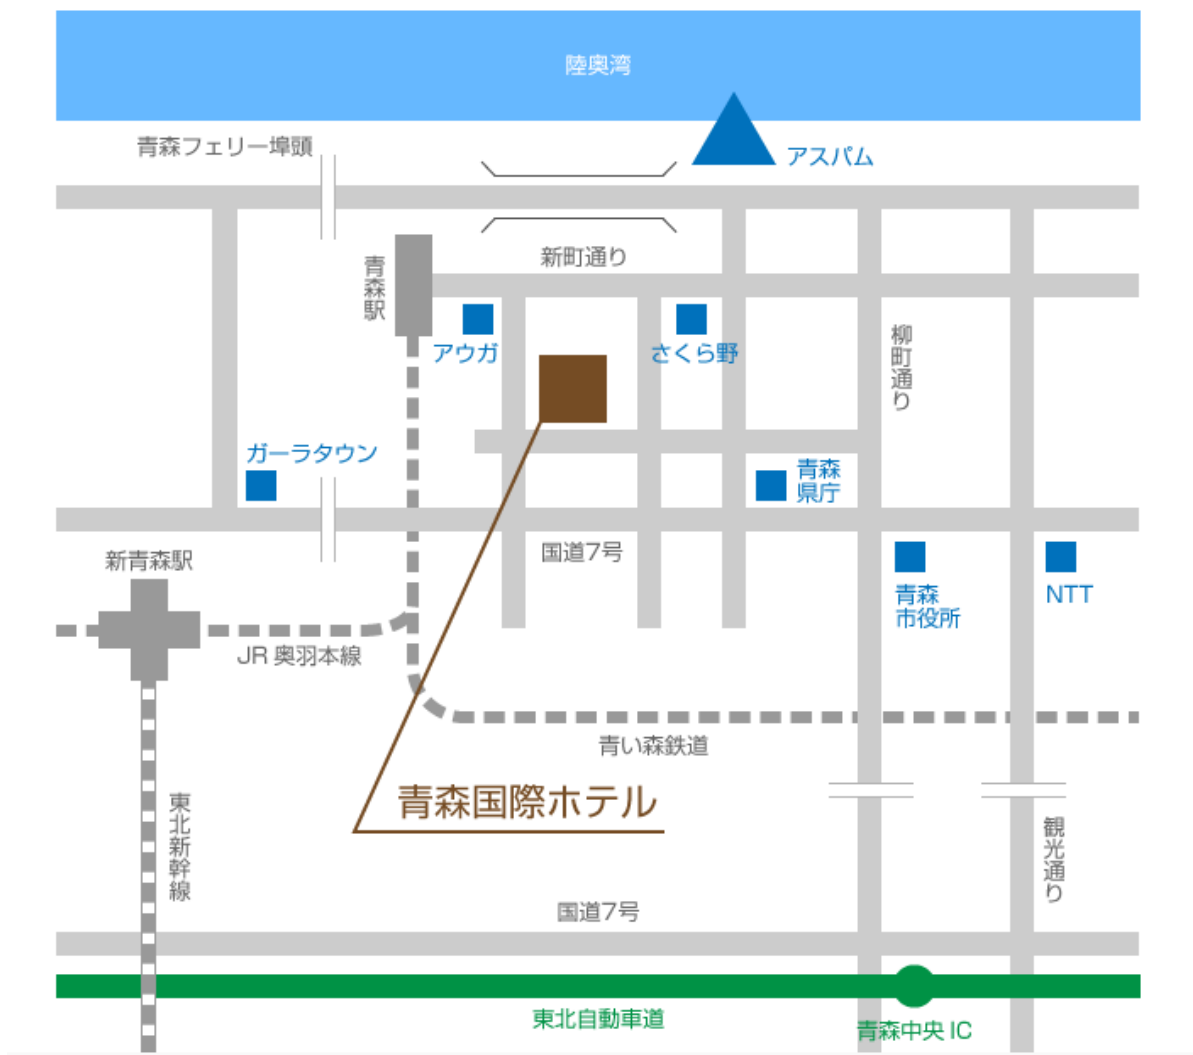 陸奥湾
青森フェリー埠頭
アスパム
新町通り
青森駅
アウガ
さくら野
柳町通り
ガーラタウン
青森
県庁
新青森駅
国道7号
青森
市役所
NTT
JR 奥羽本線
青い森鉄道
青森国際ホテル
東北新幹線
観光通り
国道7号
東北自動車道
青森中央 IC